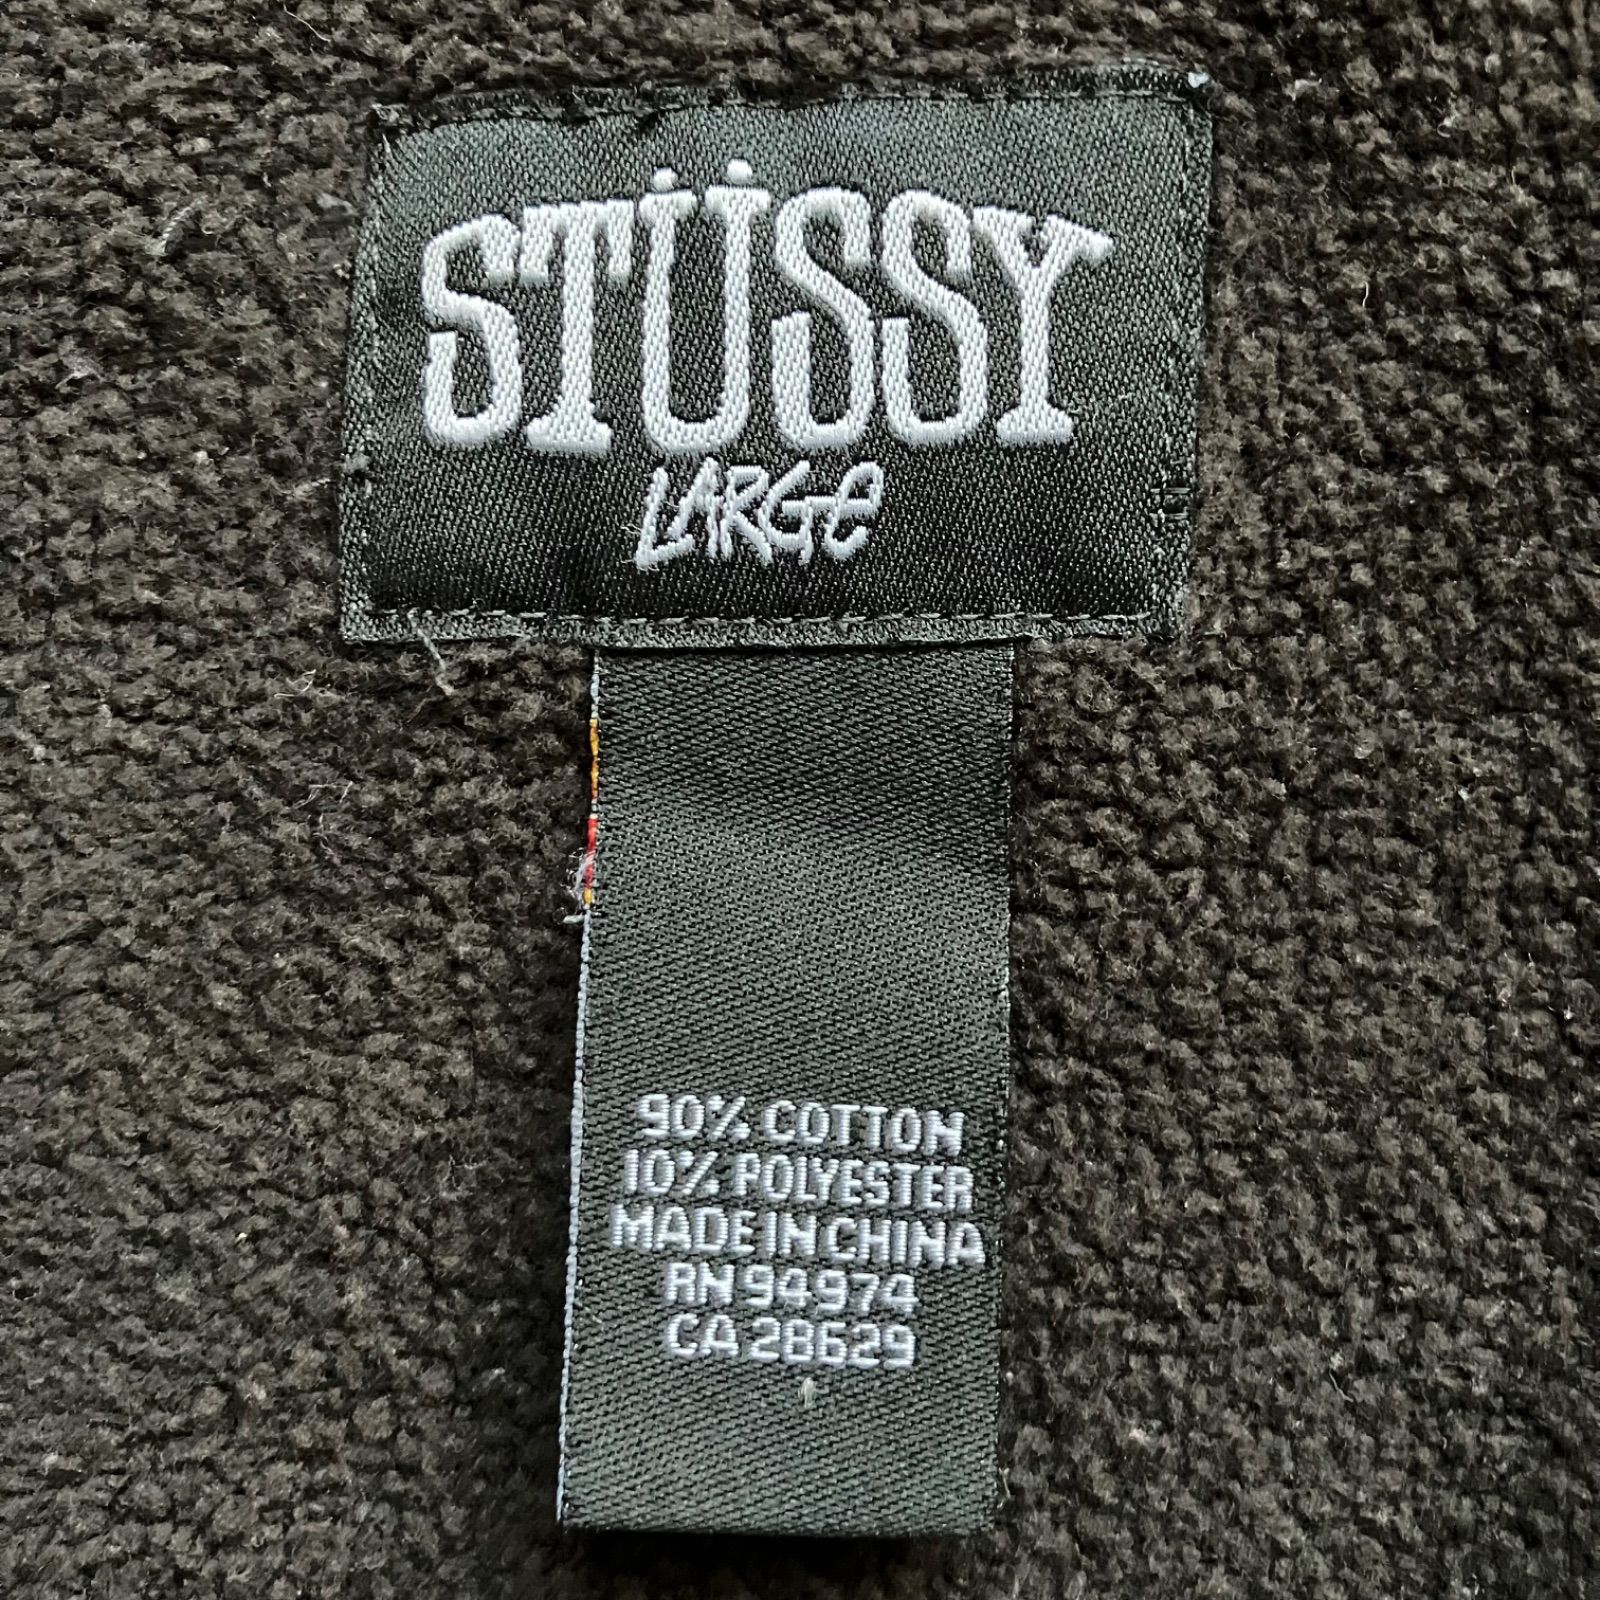 STÜSSY
LARGE
90% COTTON
10% POLYESTER
MADE IN CHINA
RN 94974
CA 28629